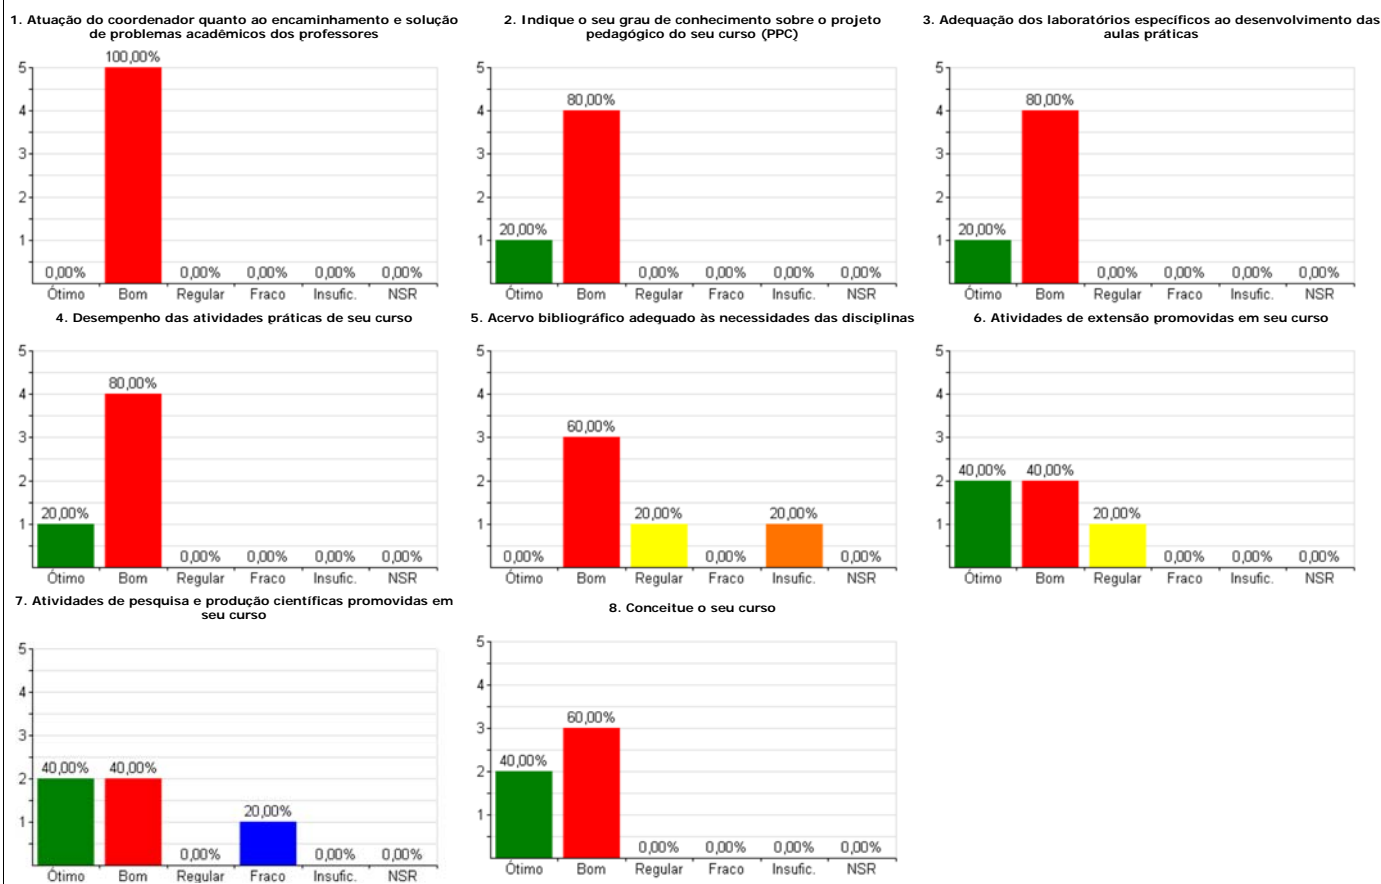 1. Atuação do coordenador quanto ao encaminhamento e solução
de problemas acadêmicos dos professores
100,00%
5
4
3
2
1
0,00% 0,00% 0,00% 0,00% 0,00%
Ótimo Bom Regular Fraco Insufic. NSR
2. Indique o seu grau de conhecimento sobre o projeto
pedagógico do seu curso (PPC)
5
80,00%
4
3
2
20,00%
1
0,00% 0,00% 0,00% 0,00%
Ótimo Bom Regular Fraco Insufic. NSR
3. Adequação dos laboratórios específicos ao desenvolvimento das
aulas práticas
5
80,00%
4
3
2
20,00%
1
0,00% 0,00% 0,00% 0,00%
Ótimo Bom Regular Fraco Insufic. NSR
4. Desempenho das atividades práticas de seu curso
5
80,00%
4
3
2
20,00%
1
0,00% 0,00% 0,00% 0,00%
Ótimo Bom Regular Fraco Insufic. NSR
5. Acervo bibliográfico adequado às necessidades das disciplinas
5
4
60,00%
3
2
20,00% 20,00%
1
0,00% 0,00% 0,00%
Ótimo Bom Regular Fraco Insufic. NSR
6. Atividades de extensão promovidas em seu curso
5
4
3
40,00% 40,00%
2
20,00%
1
0,00% 0,00% 0,00%
Ótimo Bom Regular Fraco Insufic. NSR
7. Atividades de pesquisa e produção científicas promovidas em
seu curso
5
4
3
40,00% 40,00%
2
20,00%
1
0,00% 0,00% 0,00%
Ótimo Bom Regular Fraco Insufic. NSR
8. Conceitue o seu curso
5
4
60,00%
3
40,00%
2
1
0,00% 0,00% 0,00% 0,00%
Ótimo Bom Regular Fraco Insufic. NSR